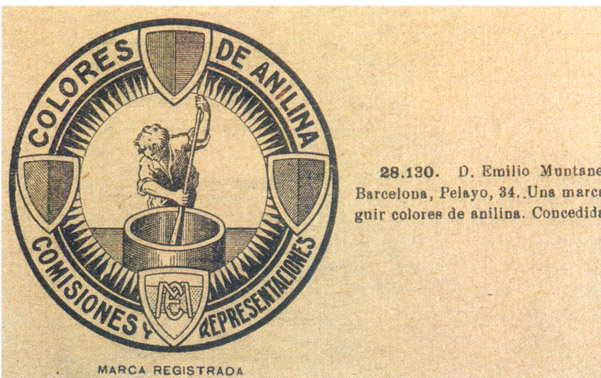 COLORES DE ANILINA
COMISIONES Y REPRESENTACIONES
MARCA REGISTRADA
28.130. D. Emilio Muntane
Barcelona, Pelayo, 34. Una marca
guir colores de anilina. Concedida